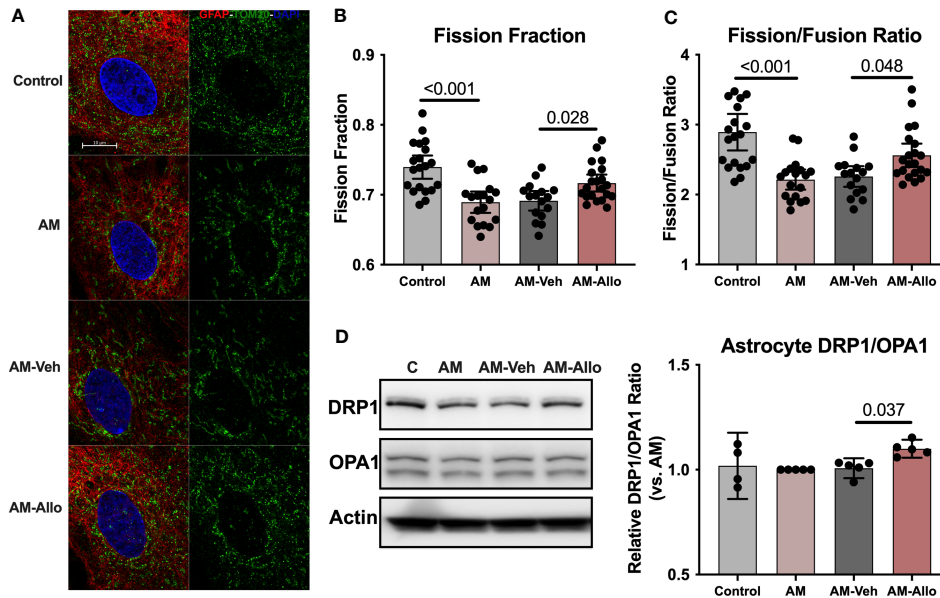 A
GFAP-TOM20-DAPI
Control
10 µm
AM
AM-Veh
AM-Allo
B
Fission Fraction
Fission Fraction
0.9
0.8
0.7
0.6
<0.001
0.028
Control AM AM-Veh AM-Allo
C
Fission/Fusion Ratio
Fission/Fusion Ratio
4
3
2
1
<0.001
0.048
Control AM AM-Veh AM-Allo
D
C AM AM-Veh AM-Allo
DRP1
OPA1
Actin
Astrocyte DRP1/OPA1
Relative DRP1/OPA1 Ratio
(vs. AM)
1.5
1.0
0.5
0.037
Control AM AM-Veh AM-Allo